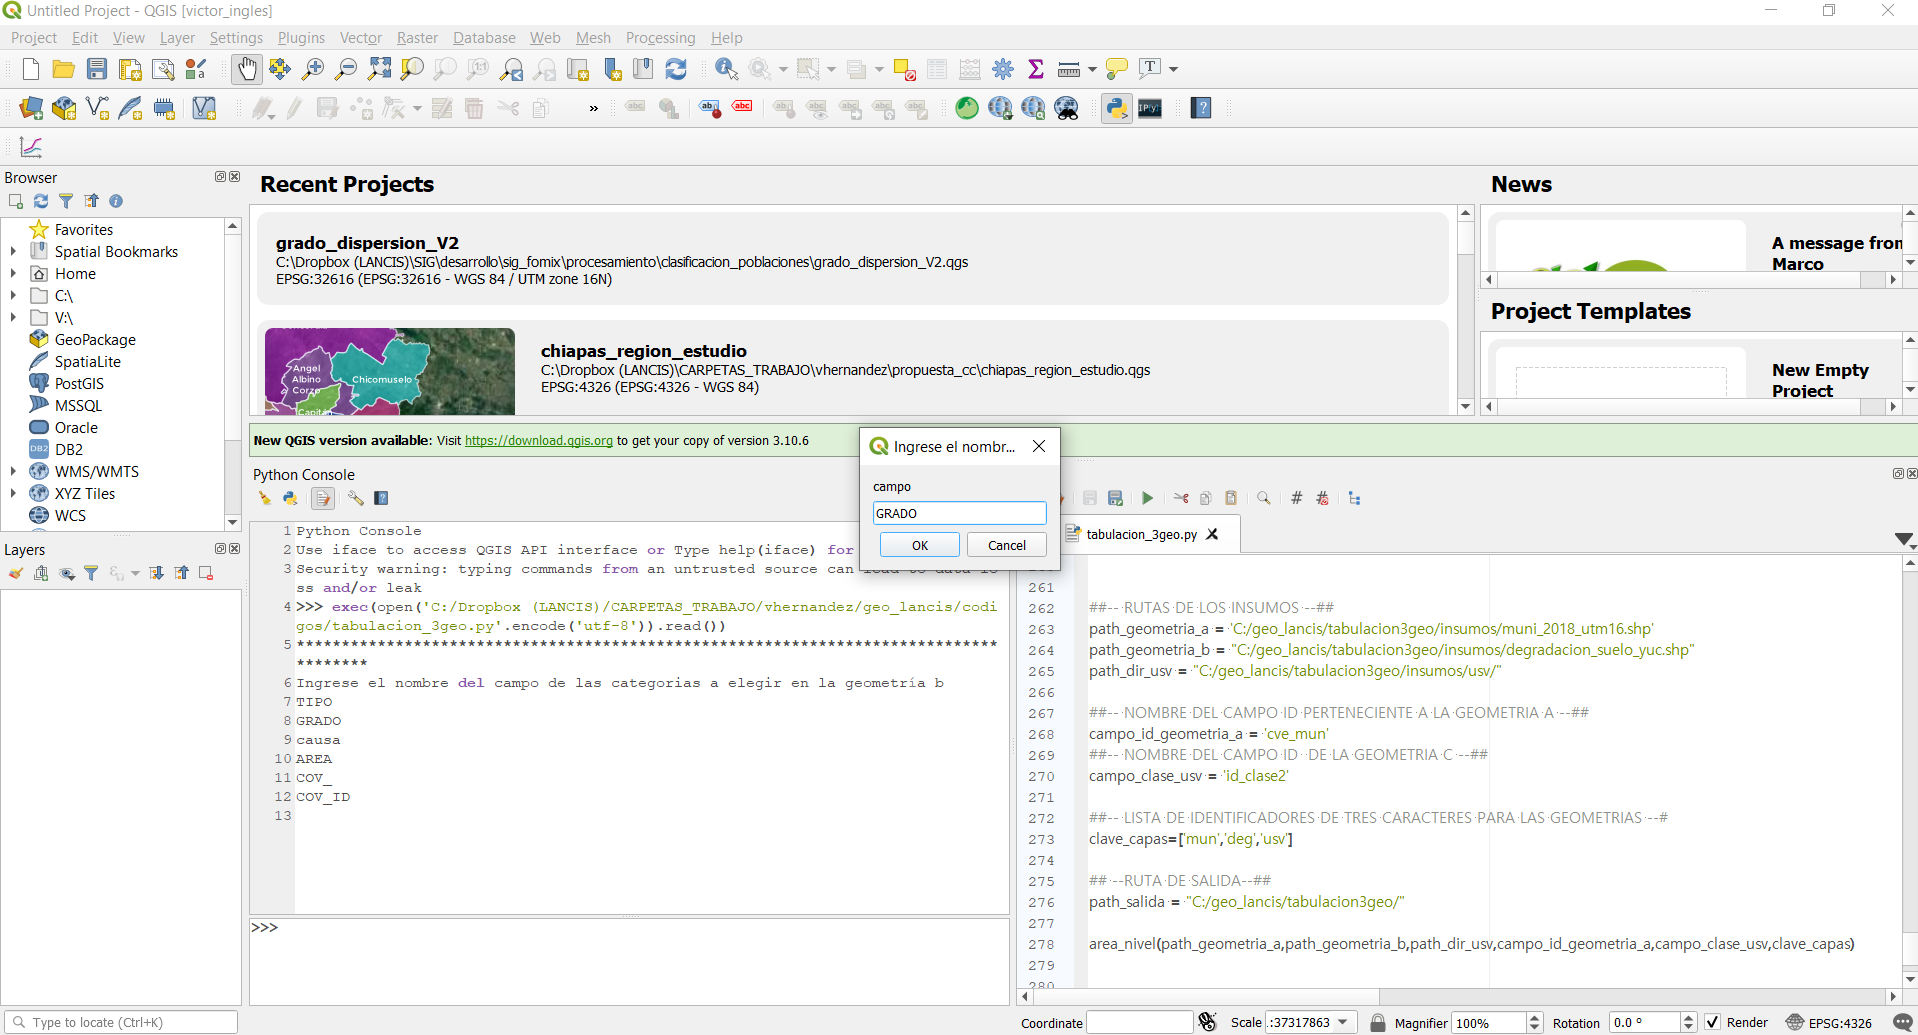 Untitled Project - QGIS [victor_ingles]
Project Edit View Layer Settings Plugins Vector Raster Database Web Mesh Processing Help
Browser
Favorites
Spatial Bookmarks
Home
C:\
V:\
GeoPackage
SpatiaLite
PostGIS
MSSQL
Oracle
DB2
WMS/WMTS
XYZ Tiles
WCS
Layers
Recent Projects
grado_dispersion_V2
C:\Dropbox (LANCIS)\SIG\desarrollo\sig_fomix\procesamiento\clasificacion_poblaciones\grado_dispersion_V2.qgs
EPSG:32616 (EPSG:32616 - WGS 84 / UTM zone 16N)
Angel
Albino
Corzo
Chicomuselo
chiapas_region_estudio
C:\Dropbox (LANCIS)\CARPETAS_TRABAJO\vhernandez\propuesta_cc\chiapas_region_estudio.qgs
EPSG:4326 (EPSG:4326 - WGS 84)
News
A message from
Marco
Project Templates
New Empty
Project
New QGIS version available: Visit https://download.qgis.org to get your copy of version 3.10.6
Python Console
1 Python Console
2 Use iface to access QGIS API interface or Type help(iface) for
3 Security warning: typing commands from an untrusted source can lead to data lo
ss and/or leak
4 >>> exec(open('C:/Dropbox (LANCIS)/CARPETAS_TRABAJO/vhernandez/geo_lancis/codi
gos/tabulacion_3geo.py'.encode('utf-8')).read())
5 ******************************************************************************
********
6 Ingrese el nombre del campo de las categorias a elegir en la geometría b
7 TIPO
8 GRADO
9 causa
10 AREA
11 COV_
12 COV_ID
13
>>>
Ingrese el nombr...
campo
GRADO
OK Cancel
tabulacion_3geo.py
261
262 ##-- RUTAS DE LOS INSUMOS --##
263 path_geometria_a = 'C:/geo_lancis/tabulacion3geo/insumos/muni_2018_utm16.shp'
264 path_geometria_b = "C:/geo_lancis/tabulacion3geo/insumos/degradacion_suelo_yuc.shp"
265 path_dir_usv = "C:/geo_lancis/tabulacion3geo/insumos/usv/"
266
267 ##-- NOMBRE DEL CAMPO ID PERTENECIENTE A LA GEOMETRIA A --##
268 campo_id_geometria_a = 'cve_mun'
269 ##-- NOMBRE DEL CAMPO ID  DE LA GEOMETRIA C --##
270 campo_clase_usv = 'id_clase2'
271
272 ##-- LISTA DE IDENTIFICADORES DE TRES CARACTERES PARA LAS GEOMETRIAS --#
273 clave_capas=['mun','deg','usv']
274
275 ## --RUTA DE SALIDA--##
276 path_salida = "C:/geo_lancis/tabulacion3geo/"
277
278 area_nivel(path_geometria_a,path_geometria_b,path_dir_usv,campo_id_geometria_a,campo_clase_usv,clave_capas)
279
280
Type to locate (Ctrl+K) Coordinate Scale :37317863 Magnifier 100% Rotation 0.0 ° Render EPSG:4326